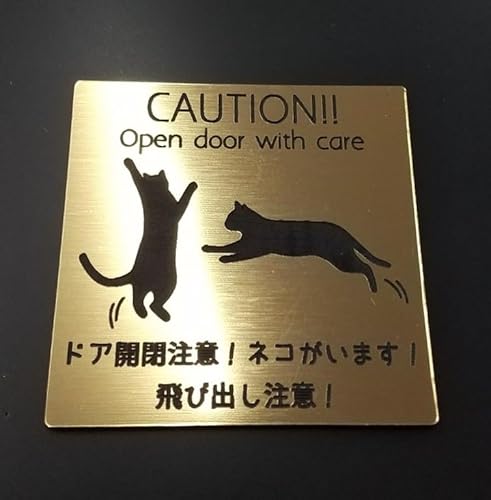 CAUTION!!
Open door with care
ドア開閉注意！ネコがいます！
飛び出し注意！